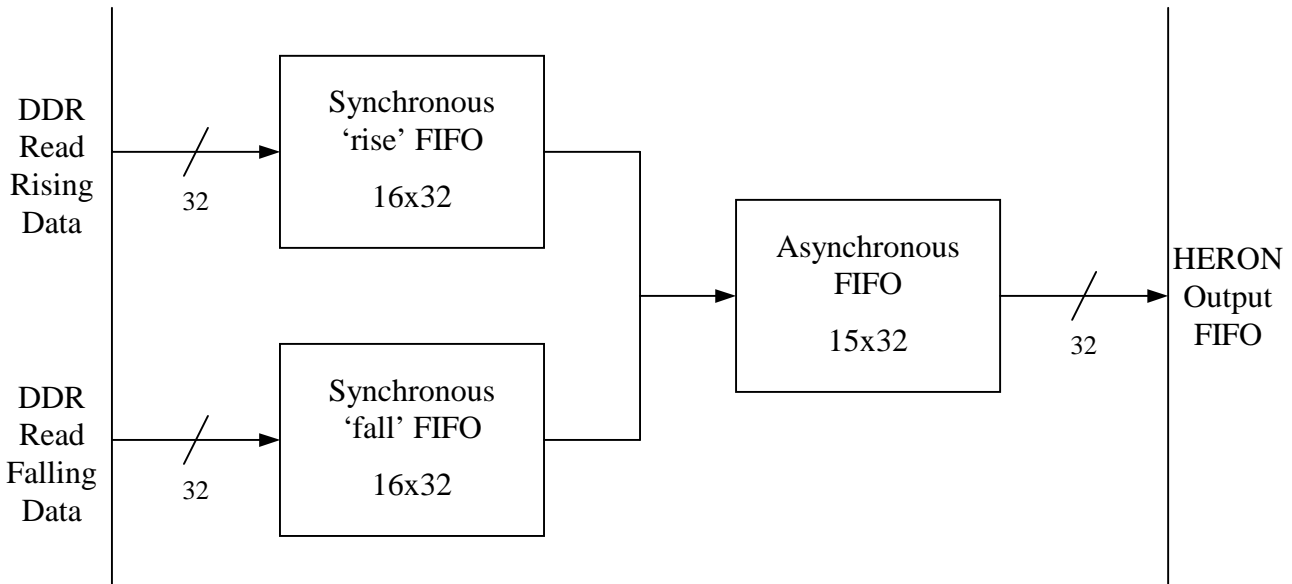 DDR
Read
Rising
Data
32
Synchronous
‘rise’ FIFO
16x32
DDR
Read
Falling
Data
32
Synchronous
‘fall’ FIFO
16x32
Asynchronous
FIFO
15x32
32
HERON
Output
FIFO